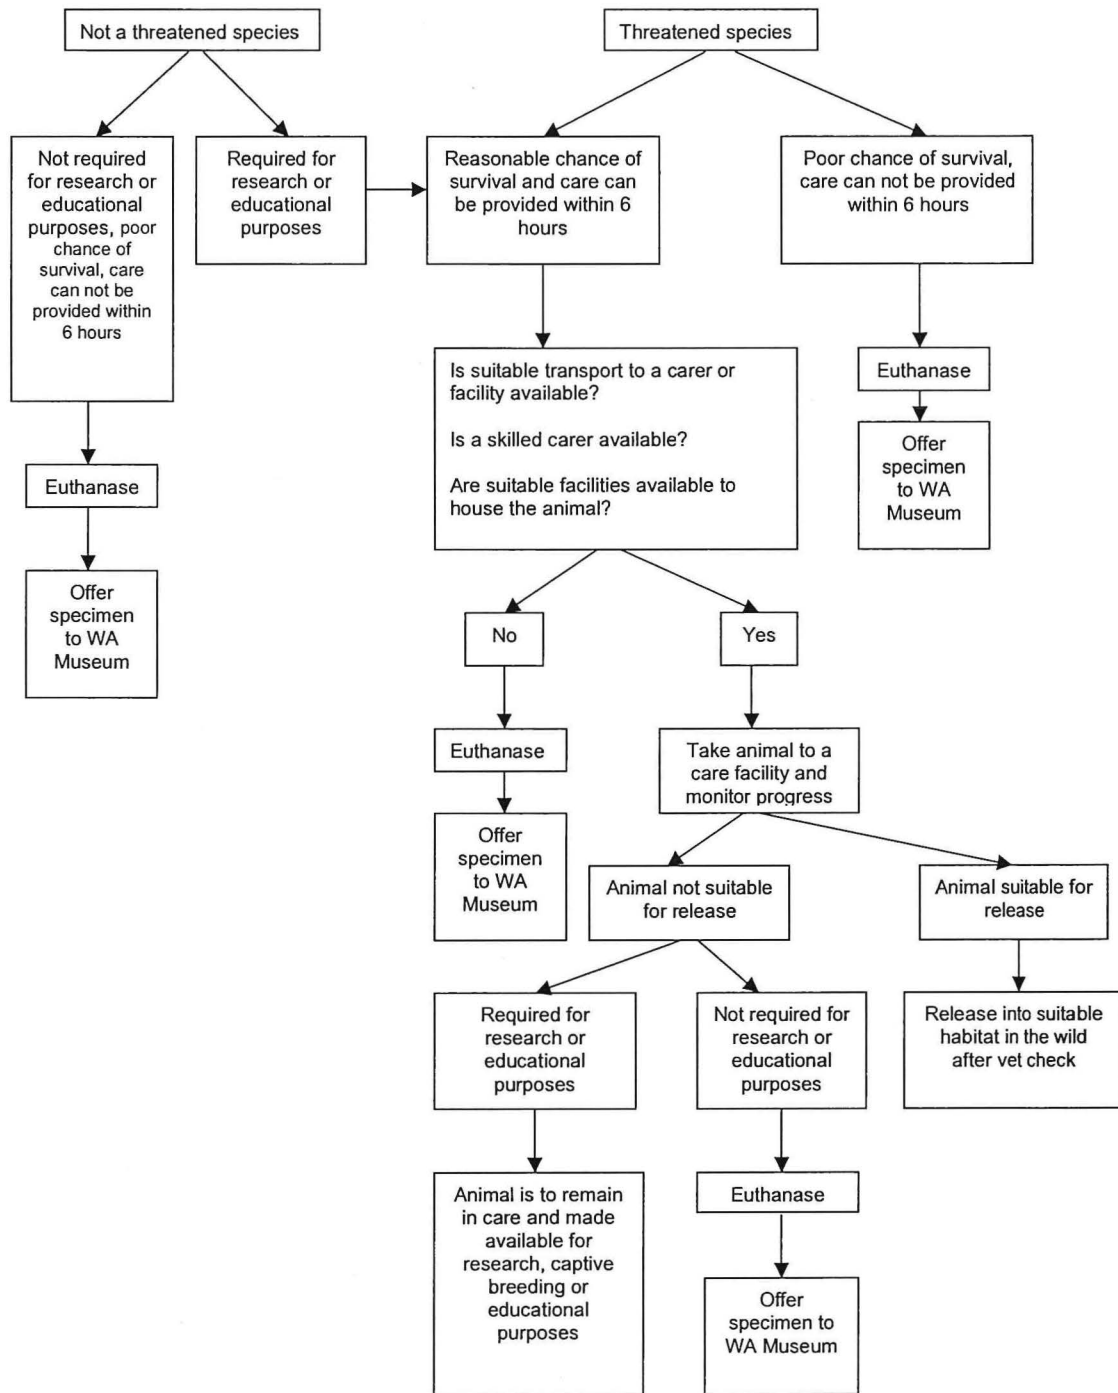 Not a threatened species
Threatened species
Not required
for research or
educational
purposes, poor
chance of
survival, care
can not be
provided within
6 hours
Required for
research or
educational
purposes
Reasonable chance of
survival and care can
be provided within 6
hours
Poor chance of survival,
care can not be provided
within 6 hours
Is suitable transport to a carer or
facility available?
Is a skilled carer available?
Are suitable facilities available to
house the animal?
Euthanase
Offer
specimen
to WA
Museum
Euthanase
Offer
specimen
to WA
Museum
No
Yes
Euthanase
Offer
specimen
to WA
Museum
Take animal to a
care facility and
monitor progress
Animal not suitable
for release
Animal suitable for
release
Required for
research or
educational
purposes
Not required for
research or
educational
purposes
Release into suitable
habitat in the wild
after vet check
Animal is to remain
in care and made
available for
research, captive
breeding or
educational
purposes
Euthanase
Offer
specimen to
WA Museum